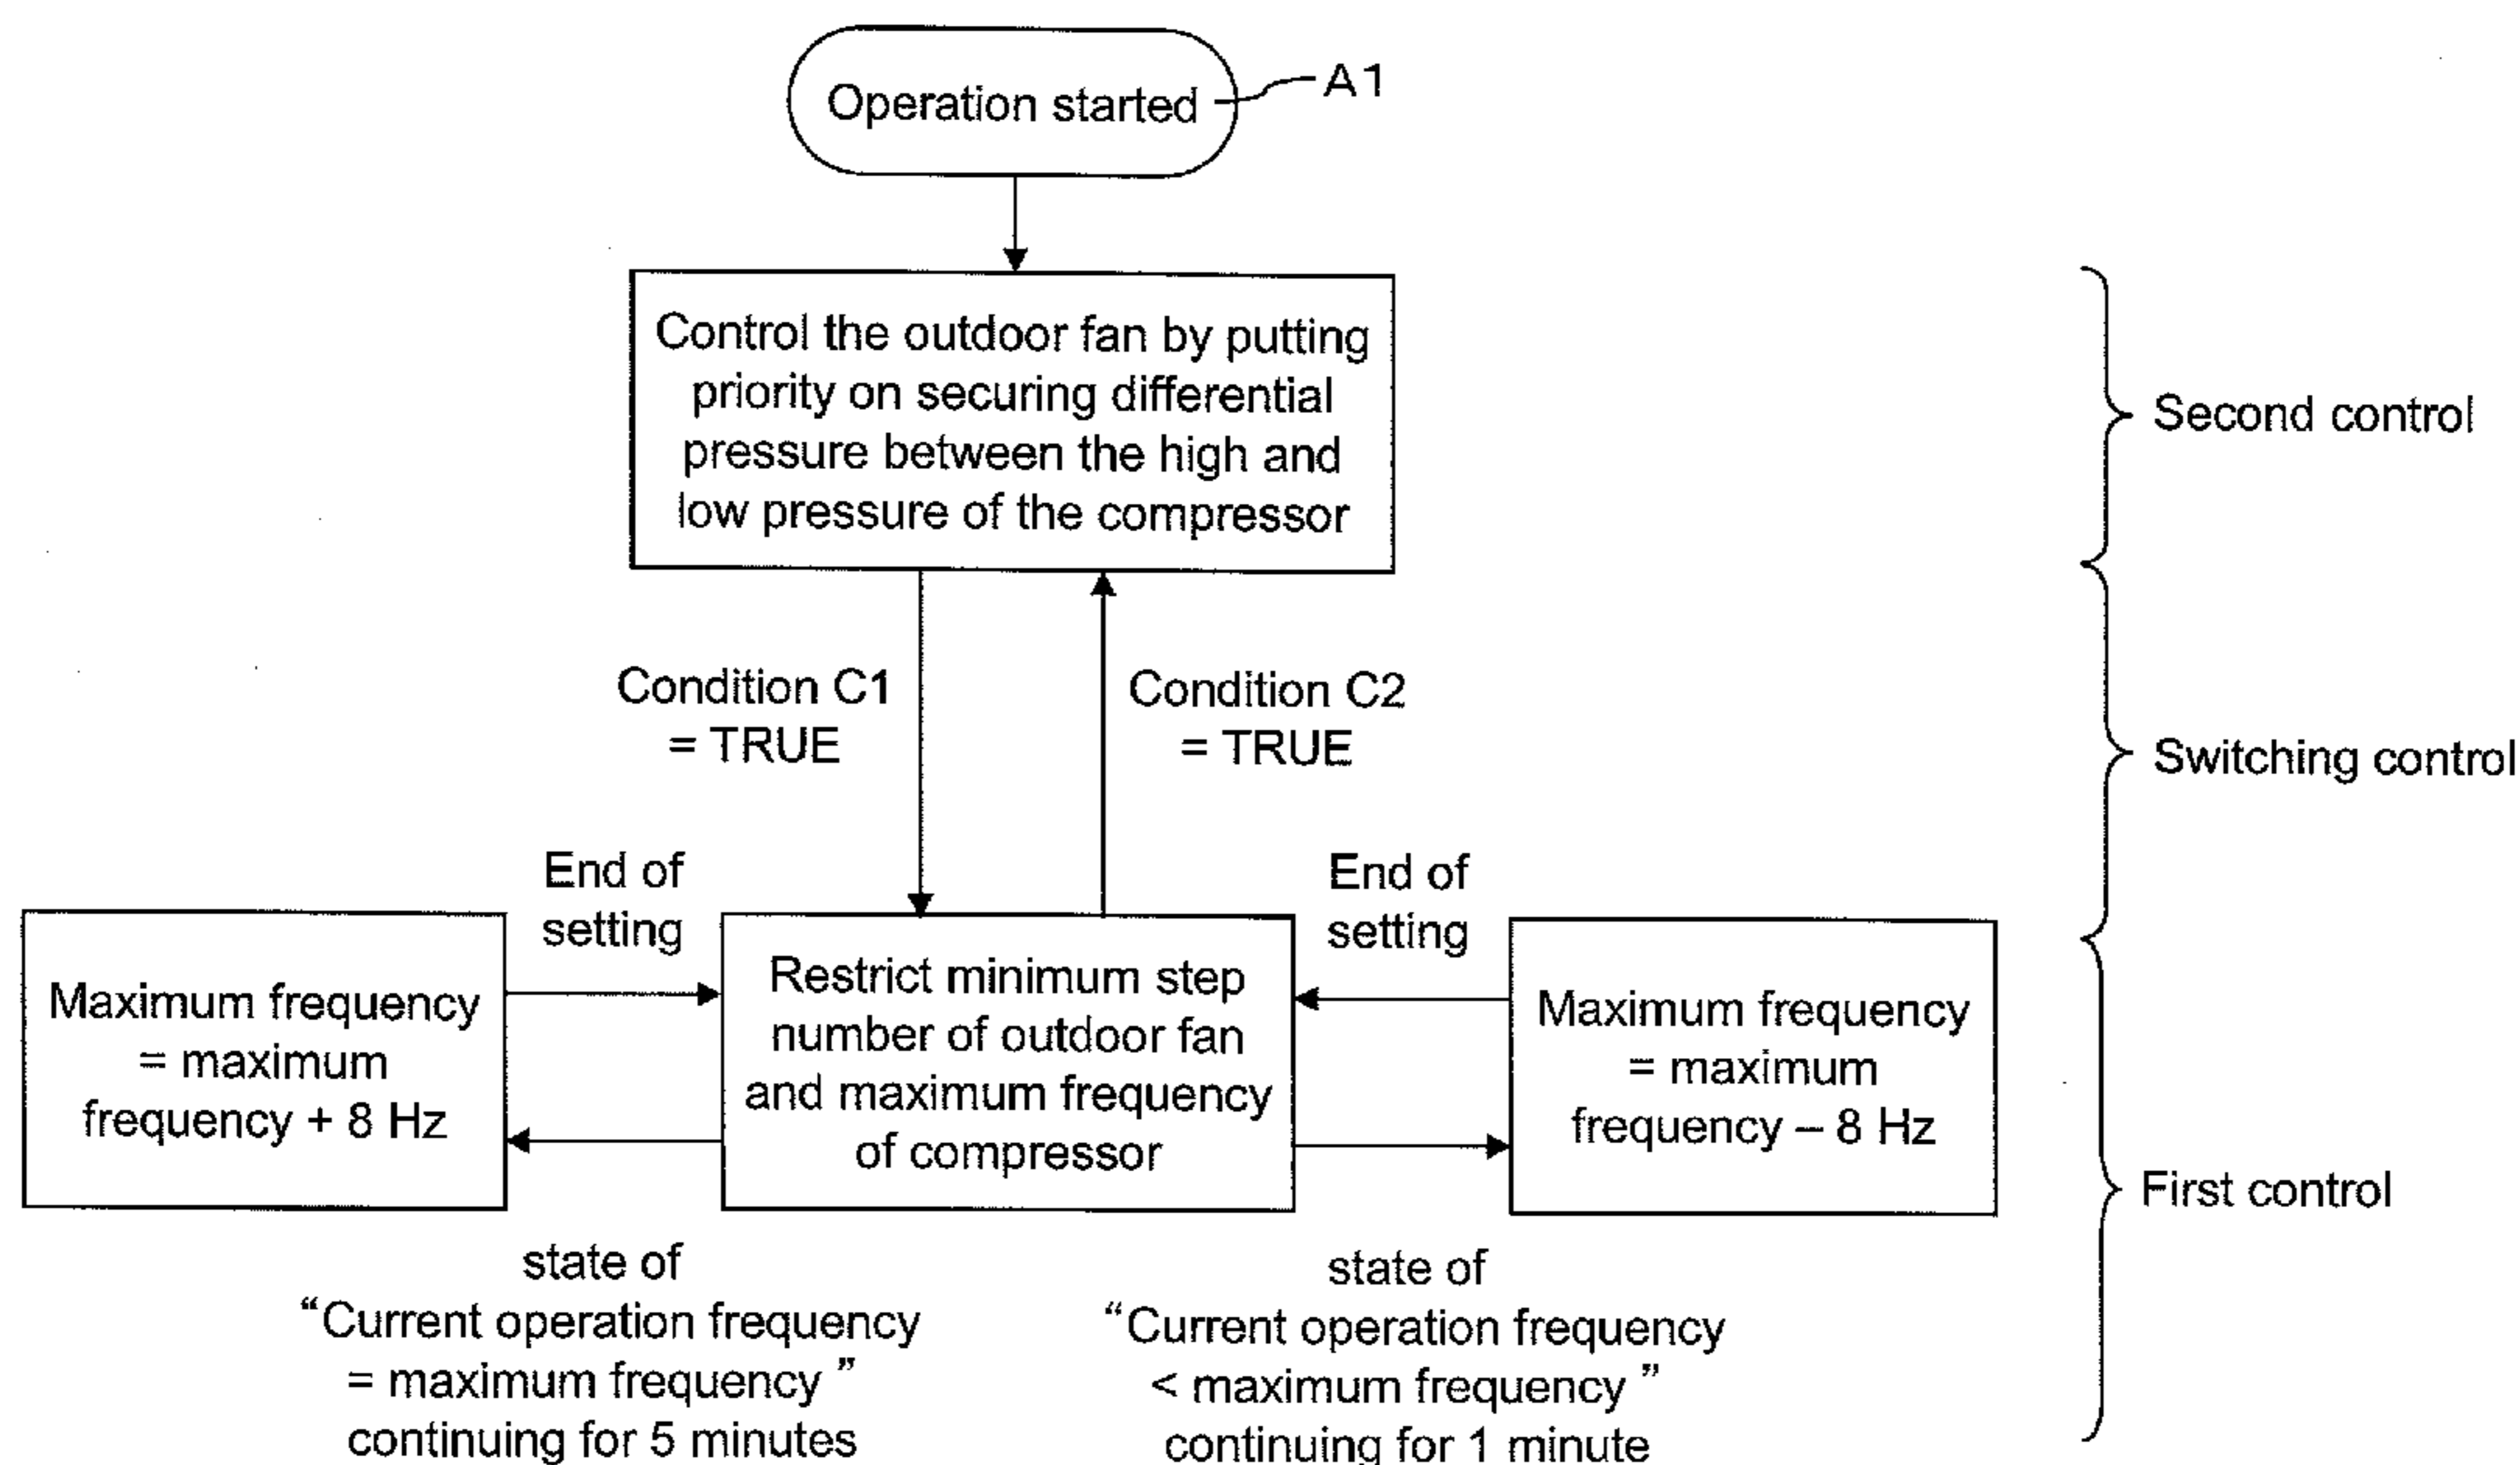 Operation started
A1
Control the outdoor fan by putting
priority on securing differential
pressure between the high and
low pressure of the compressor
Second control
Condition C1
= TRUE
Condition C2
= TRUE
Switching control
End of
setting
End of
setting
Maximum frequency
= maximum
frequency + 8 Hz
Restrict minimum step
number of outdoor fan
and maximum frequency
of compressor
Maximum frequency
= maximum
frequency – 8 Hz
First control
state of
“Current operation frequency
= maximum frequency ”
continuing for 5 minutes
state of
“Current operation frequency
< maximum frequency ”
continuing for 1 minute